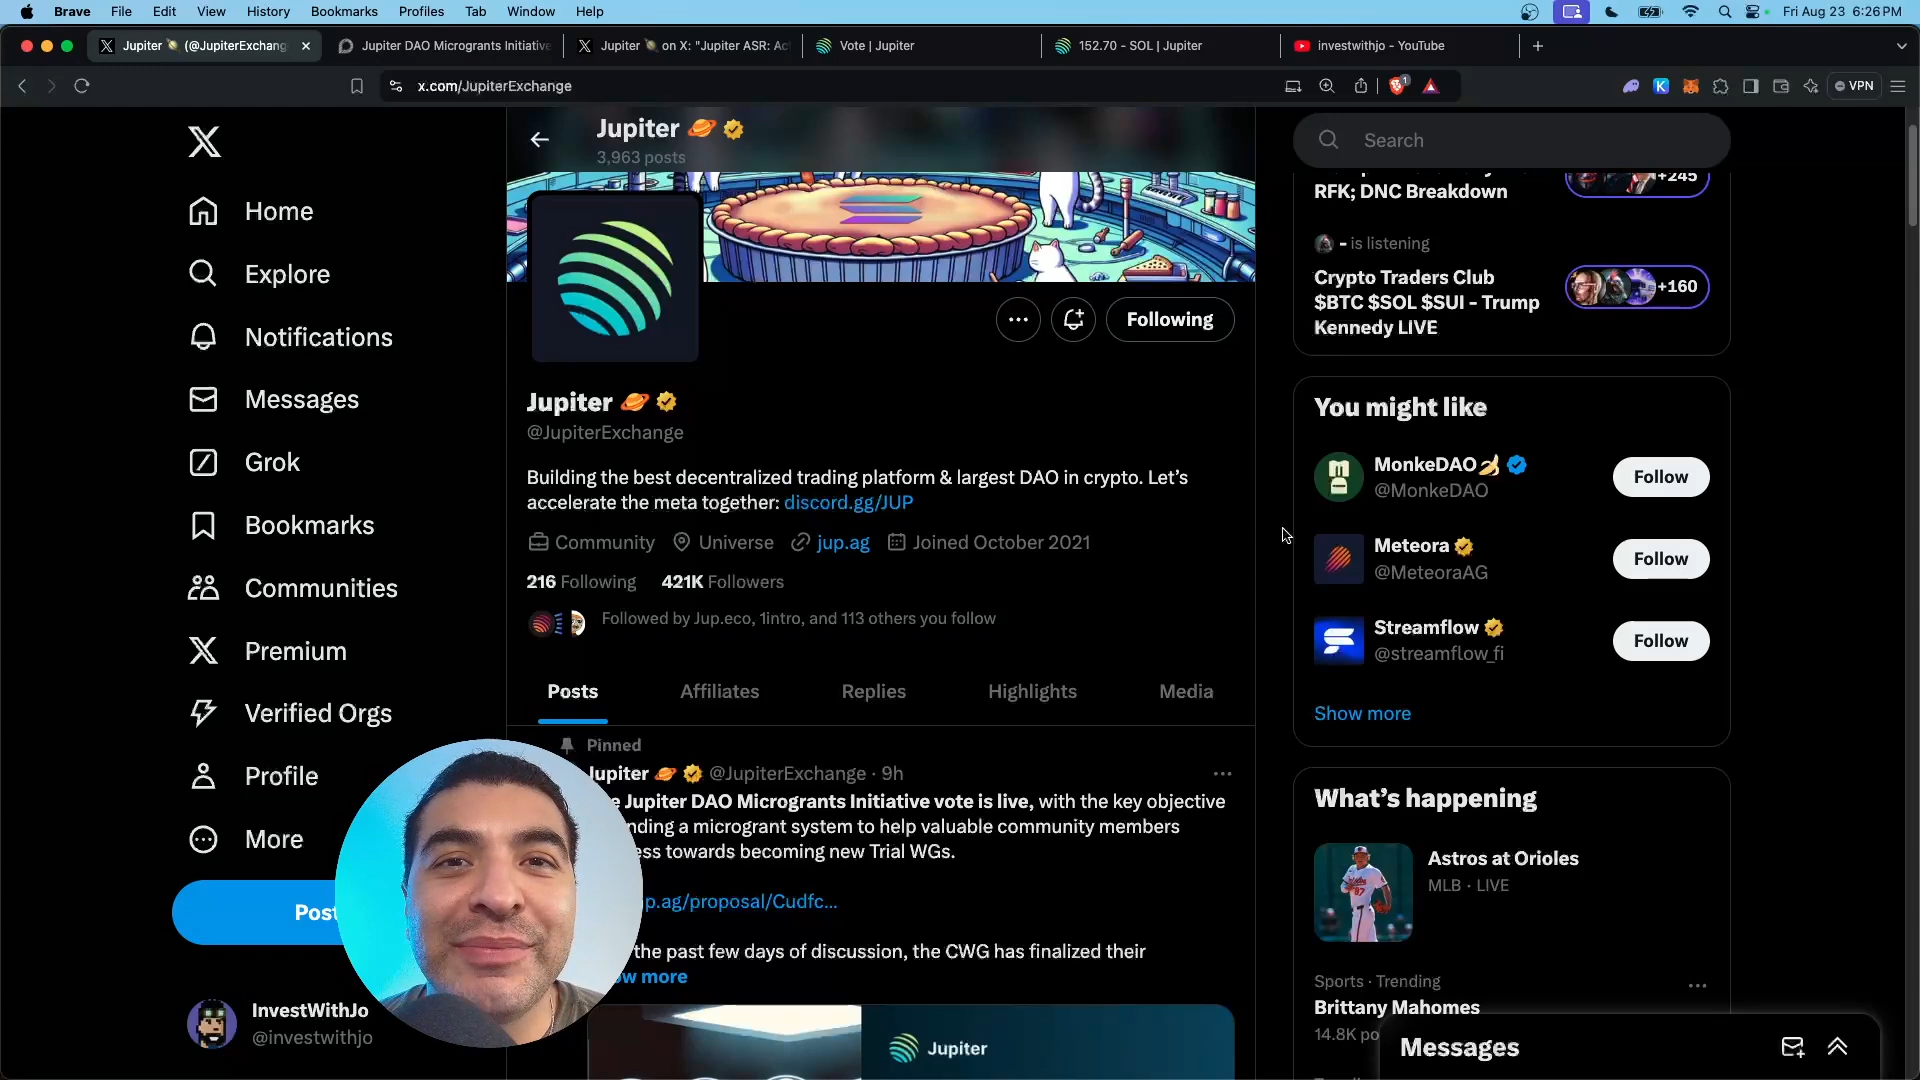 Brave File Edit View History Bookmarks Profiles Tab Window Help
Fri Aug 23 6:26 PM
Jupiter (@JupiterExchang
Jupiter DAO Microgrants Initiative
Jupiter on X: "Jupiter ASR: Ac
Vote | Jupiter
152.70 - SOL | Jupiter
investwithjo - YouTube
x.com/JupiterExchange
1
VPN
Home
Explore
Notifications
Messages
Grok
Bookmarks
Communities
Premium
Verified Orgs
Profile
More
Post
InvestWithJo
@investwithjo
Jupiter
3,963 posts
Following
Jupiter
@JupiterExchange
Building the best decentralized trading platform & largest DAO in crypto. Let's
accelerate the meta together: discord.gg/JUP
Community Universe jup.ag Joined October 2021
216 Following 421K Followers
Followed by Jup.eco, 1intro, and 113 others you follow
Posts Affiliates Replies Highlights Media
Pinned
Jupiter @JupiterExchange · 9h
Jupiter DAO Microgrants Initiative vote is live, with the key objective
a microgrant system to help valuable community members
towards becoming new Trial WGs.
p.ag/proposal/Cudfc...
the past few days of discussion, the CWG has finalized their
more
Jupiter
Search
RFK; DNC Breakdown
+245
- is listening
Crypto Traders Club
$BTC $SOL $SUI - Trump
Kennedy LIVE
+160
You might like
MonkeDAO
@MonkeDAO
Follow
Meteora
@MeteoraAG
Follow
Streamflow
@streamflow_fi
Follow
Show more
What's happening
Astros at Orioles
MLB · LIVE
Sports · Trending
Brittany Mahomes
14.8K po
Messages